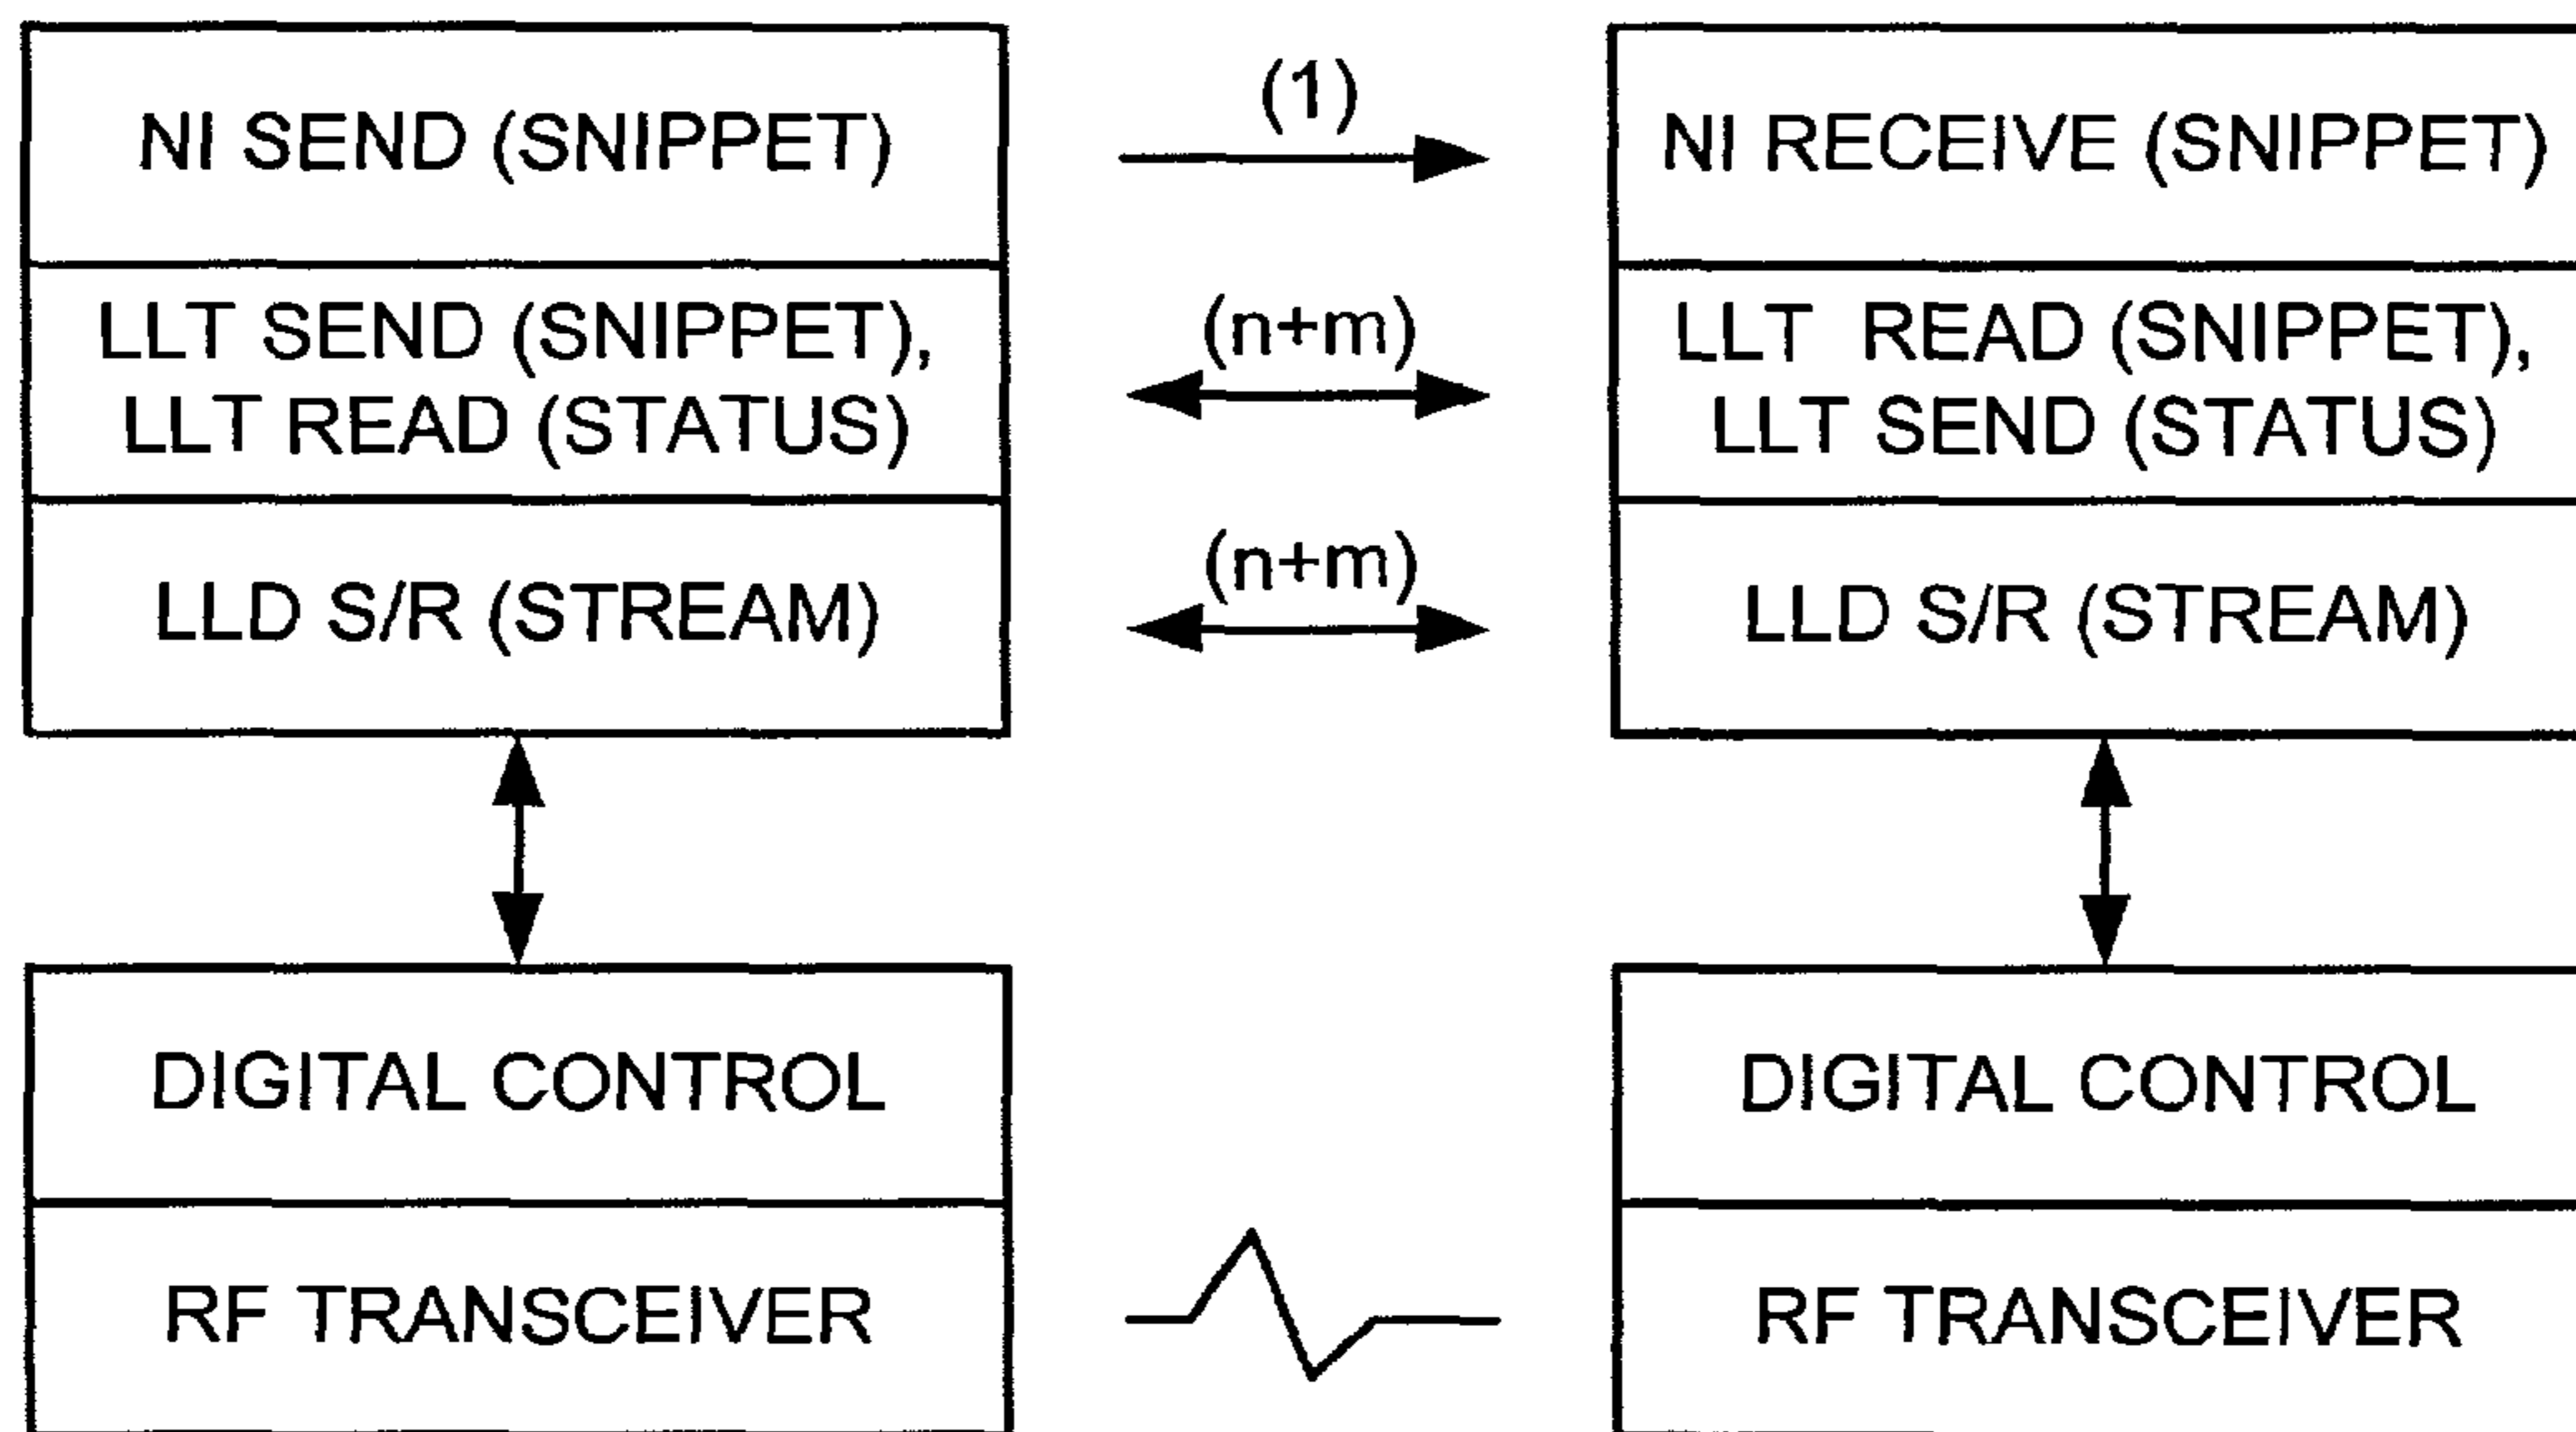 NI SEND (SNIPPET)
(1)
NI RECEIVE (SNIPPET)
LLT SEND (SNIPPET),
LLT READ (STATUS)
(n+m)
LLT READ (SNIPPET),
LLT SEND (STATUS)
LLD S/R (STREAM)
(n+m)
LLD S/R (STREAM)
DIGITAL CONTROL
DIGITAL CONTROL
RF TRANSCEIVER
RF TRANSCEIVER